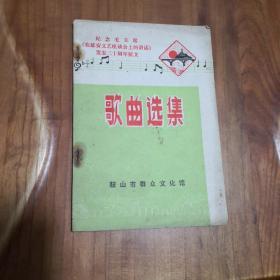 纪念毛主席
《在延安文艺座谈会上的讲话》
发表三十周年征文
歌曲选集
鞍山市群众文化馆